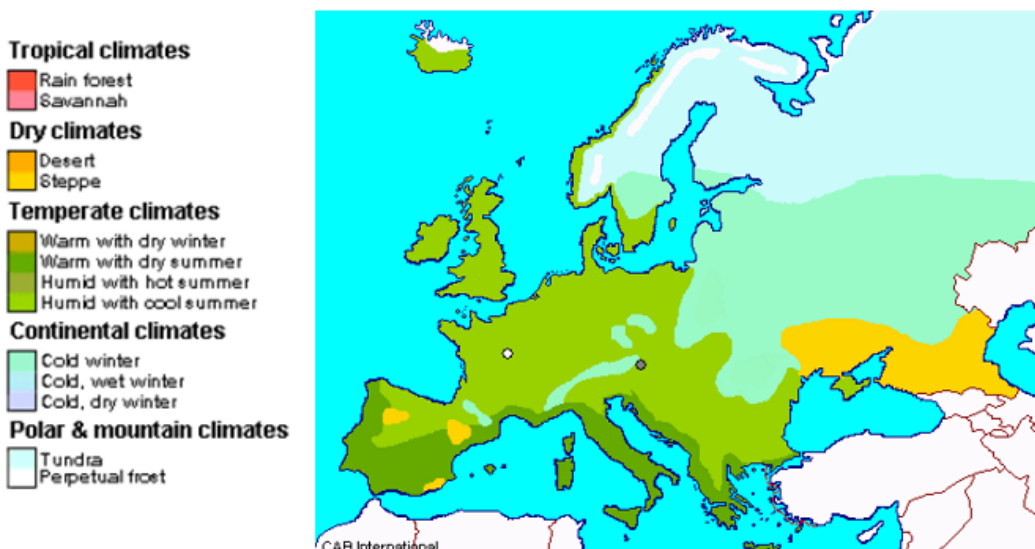 Tropical climates
Rain forest
Savannah
Dry climates
Desert
Steppe
Temperate climates
Warm with dry winter
Warm with dry summer
Humid with hot summer
Humid with cool summer
Continental climates
Cold winter
Cold, wet winter
Cold, dry winter
Polar & mountain climates
Tundra
Perpetual frost
CAB International